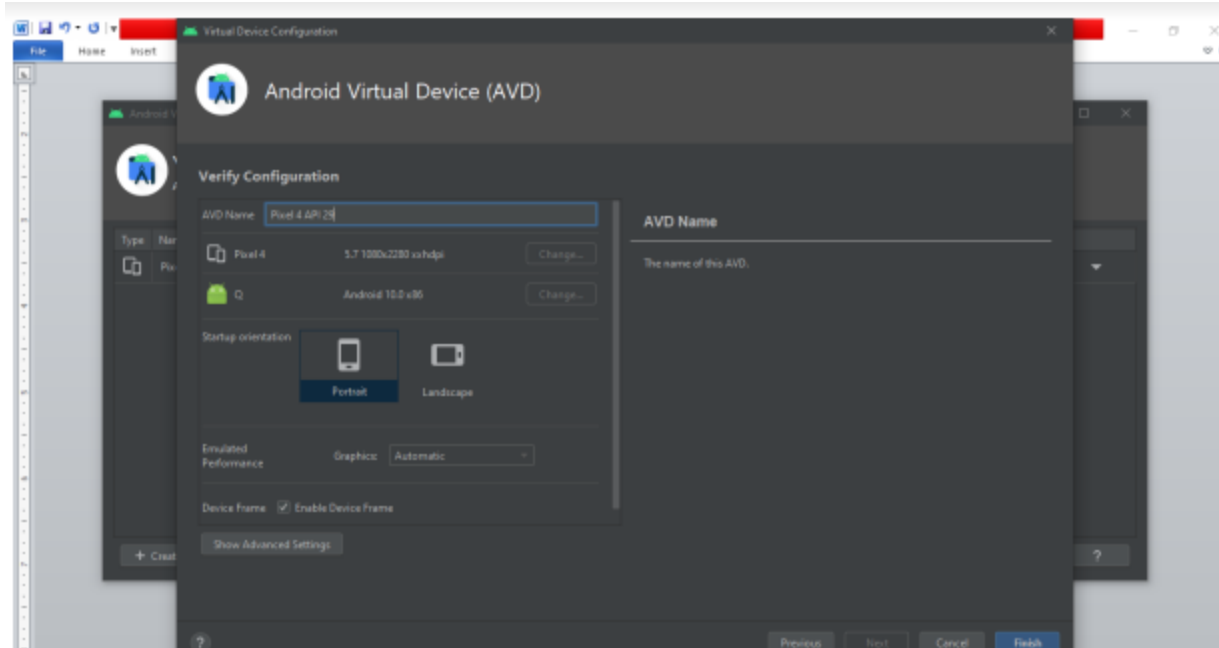 File Home Insert
Virtual Device Configuration
Android Virtual Device (AVD)
Android V
Verify Configuration
AVD Name Pixel 4 API 29
AVD Name
Type
Pixel 4 5.7 1080x2280 xxhdpi Change...
The name of this AVD.
Q Android 10.0 x86 Change...
Startup orientation
Portrait Landscape
Emulated
Performance
Graphics: Automatic
Device Frame Enable Device Frame
Show Advanced Settings
+ Creat
?
? Previous Next Cancel Finish